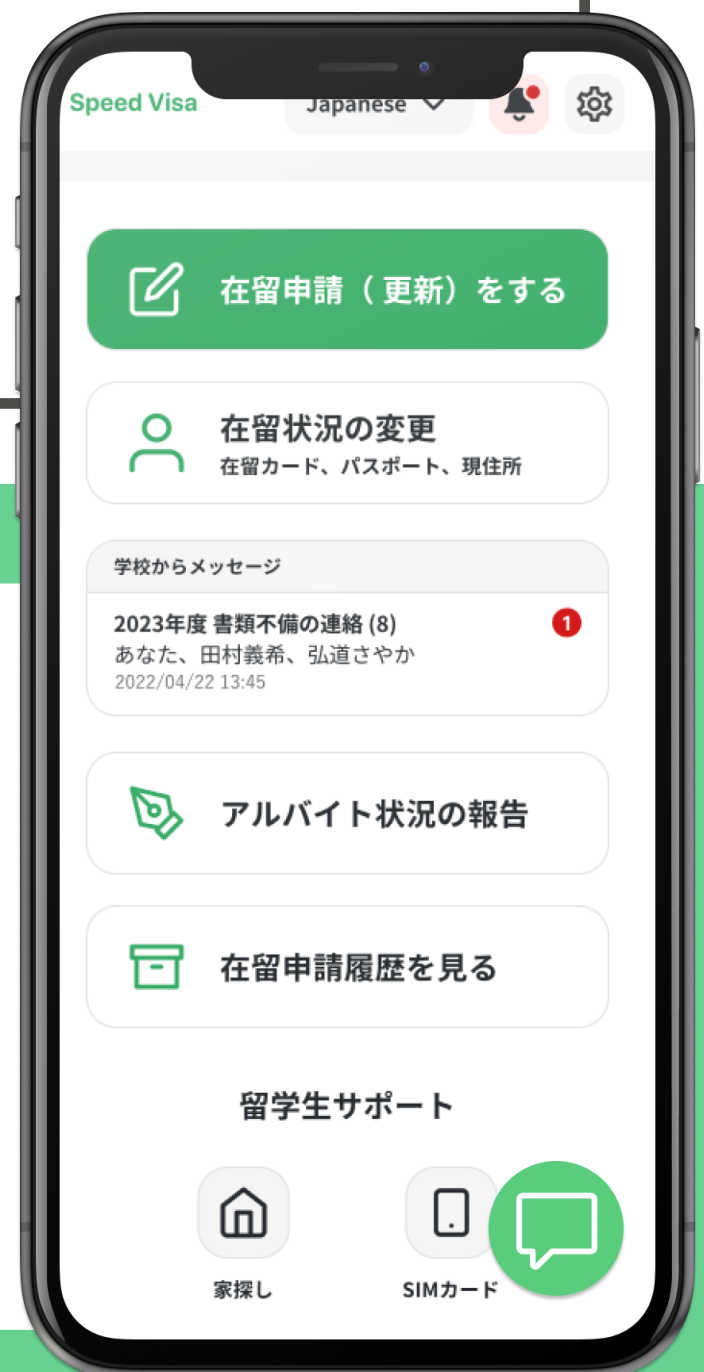 Speed Visa
Japanese
在留申請（ 更新）をする
在留状況の変更
在留カード、パスポート、現住所
学校からメッセージ
2023年度 書類不備の連絡 (8)
1
あなた、田村義希、弘道さやか
2022/04/22 13:45
アルバイト状況の報告
在留申請履歴を見る
留学生サポート
家探し
SIMカード